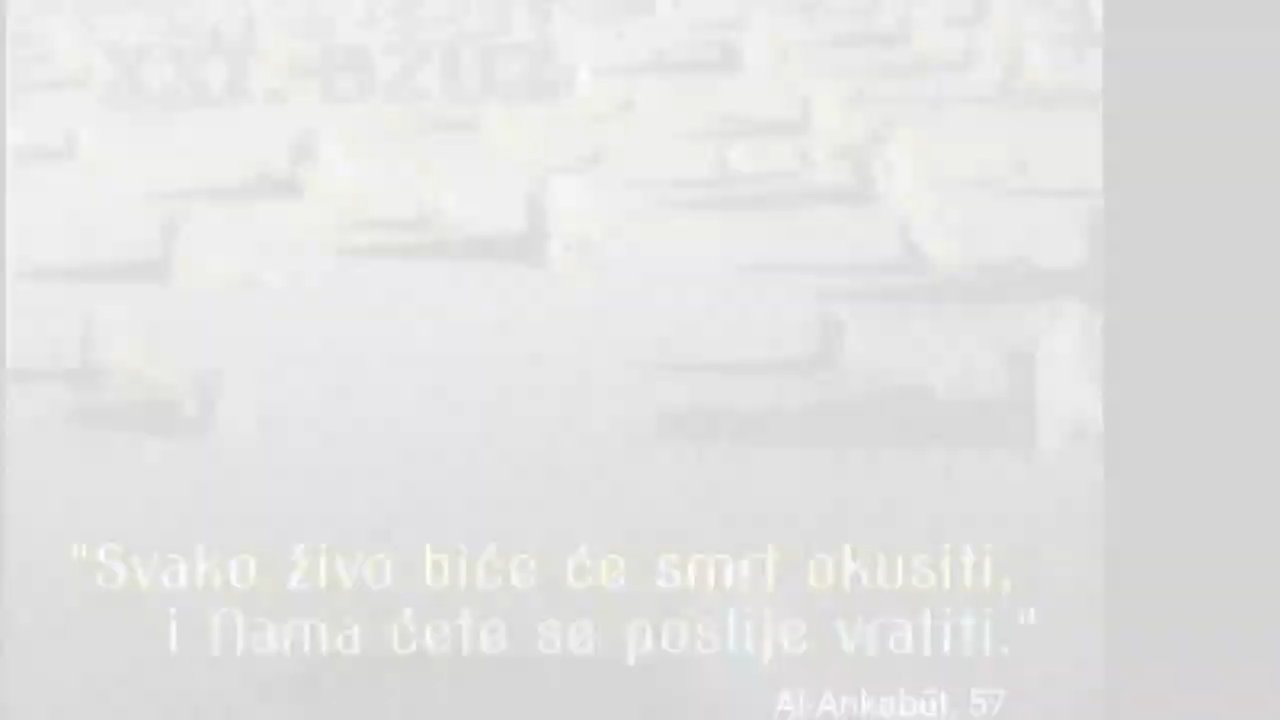 "Svako živo biće će smrt okusiti,
i Nama ćete se poslije vratiti."
Al-Ankabūt, 57